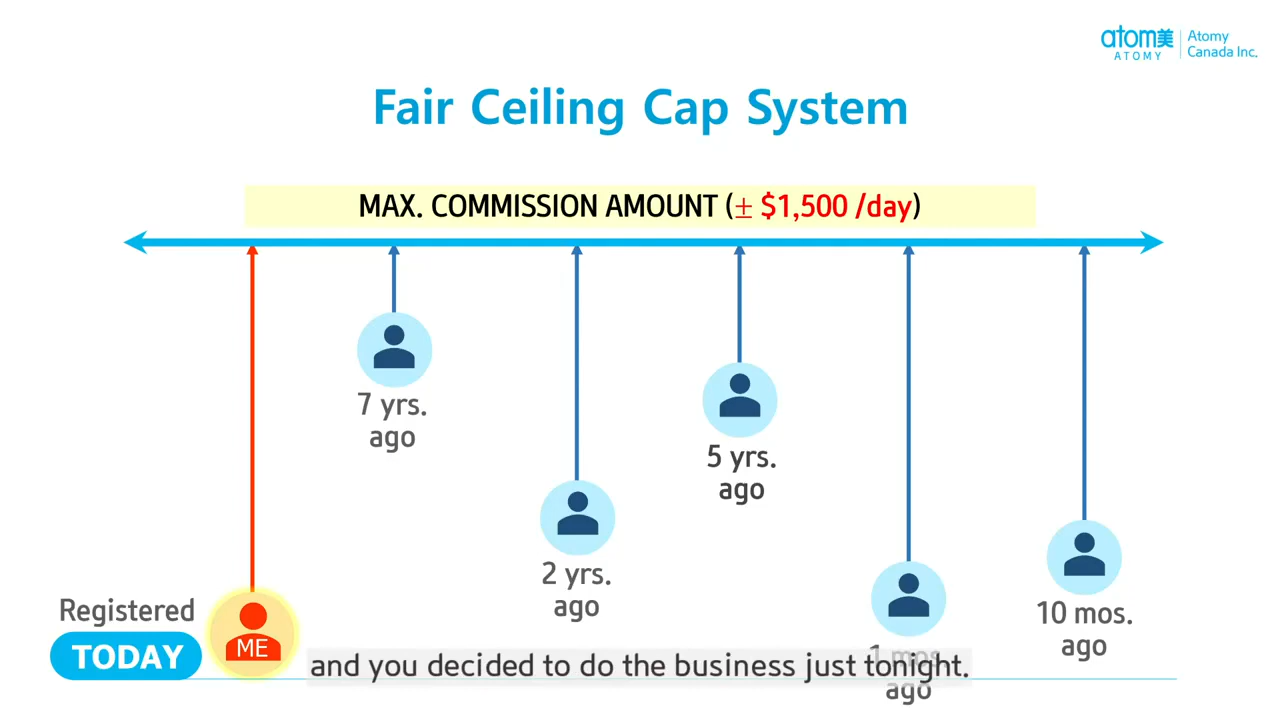 atom美
ATOMY
Atomy
Canada Inc.
Fair Ceiling Cap System
MAX. COMMISSION AMOUNT (± $1,500 /day)
7 yrs.
ago
5 yrs.
ago
2 yrs.
ago
10 mos.
ago
1 mos.
ago
Registered
TODAY
ME
and you decided to do the business just tonight.